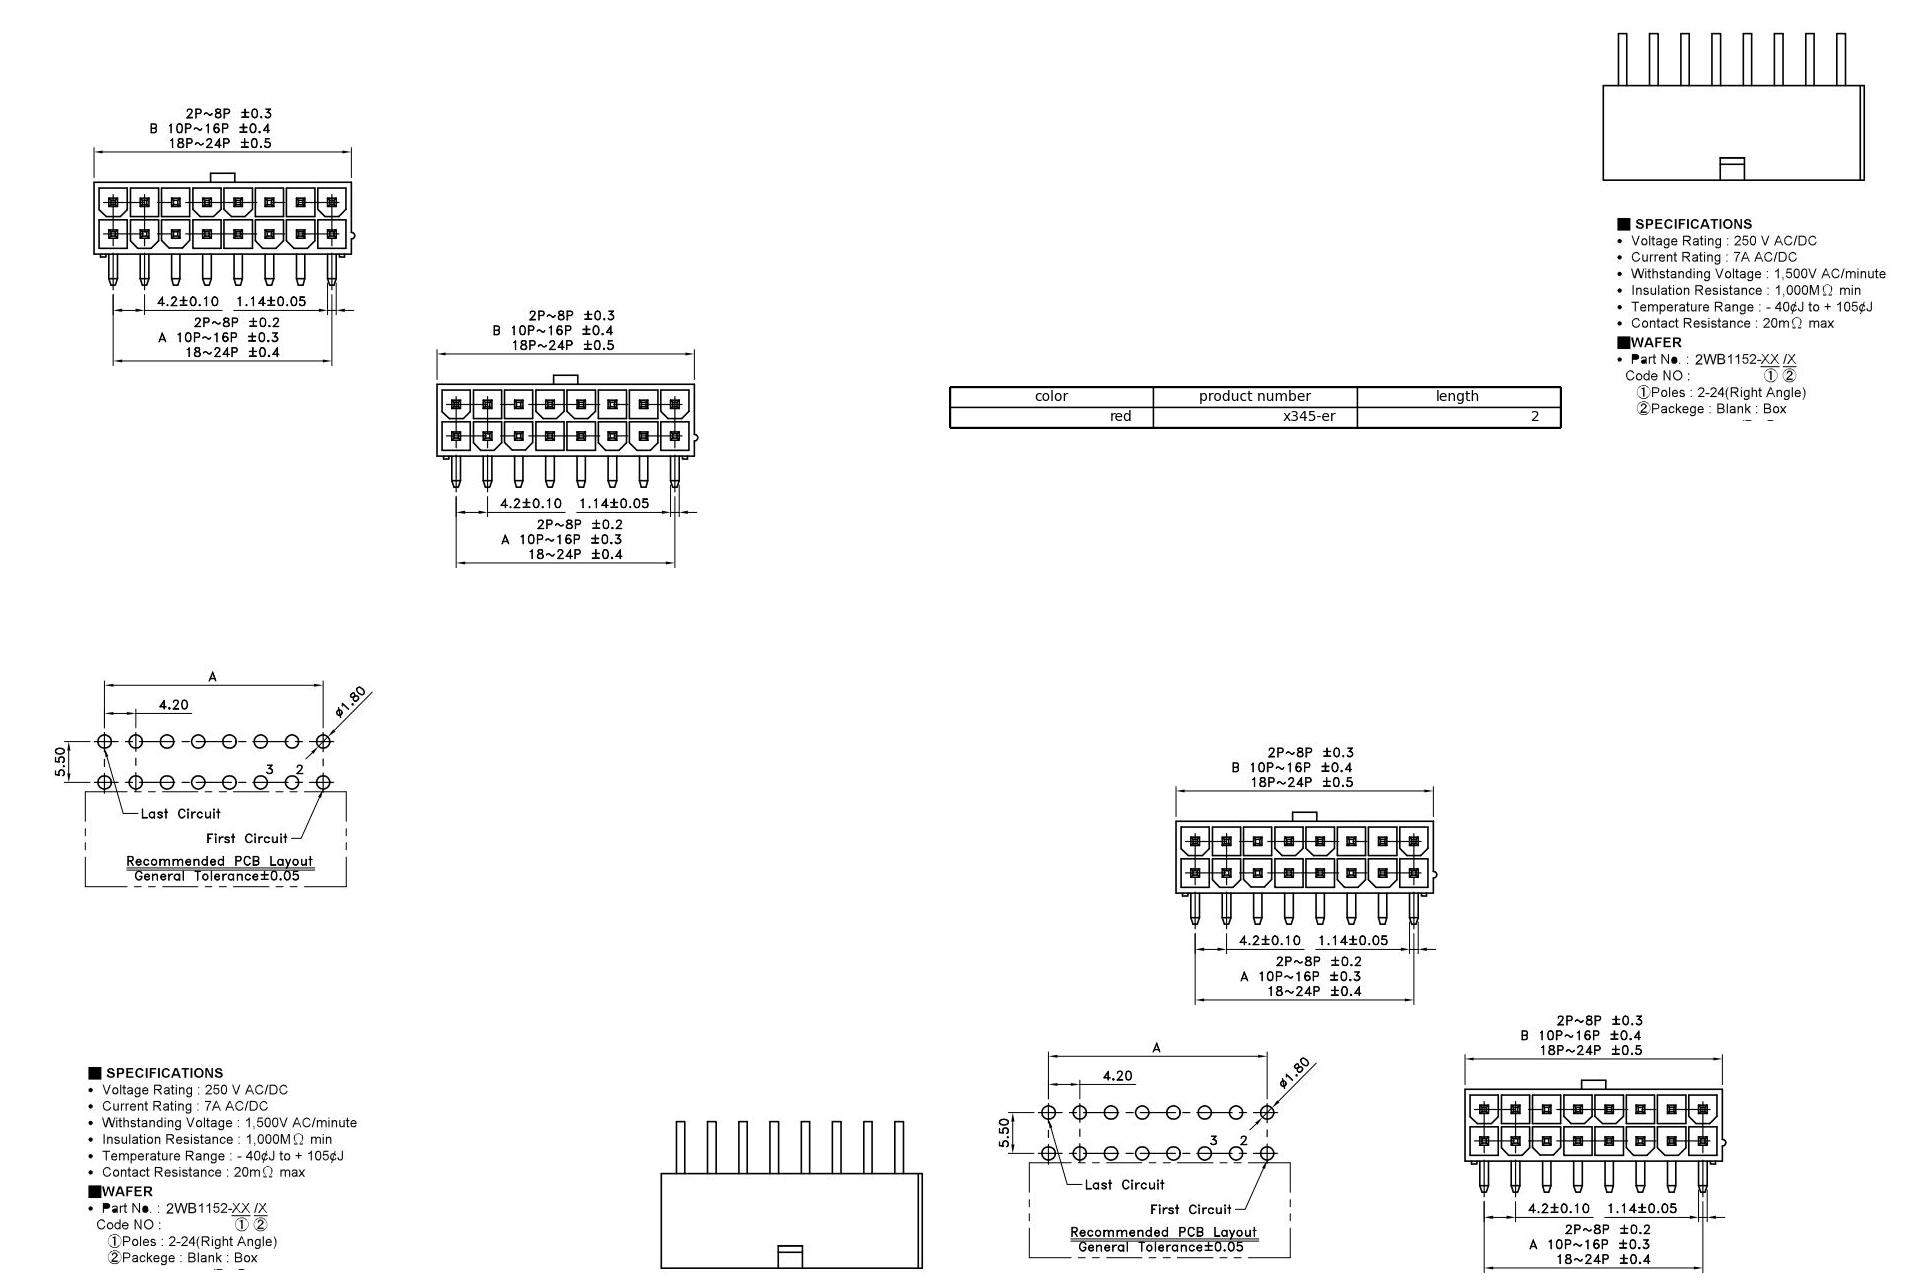 2P~8P ±0.3
B 10P~16P ±0.4
18P~24P ±0.5
4.2±0.10 1.14±0.05
2P~8P ±0.2
A 10P~16P ±0.3
18~24P ±0.4
2P~8P ±0.3
B 10P~16P ±0.4
18P~24P ±0.5
4.2±0.10 1.14±0.05
2P~8P ±0.2
A 10P~16P ±0.3
18~24P ±0.4
color product number length
red x345-er 2
■ SPECIFICATIONS
• Voltage Rating : 250 V AC/DC
• Current Rating : 7A AC/DC
• Withstanding Voltage : 1,500V AC/minute
• Insulation Resistance : 1,000MΩ min
• Temperature Range : - 40¢J to + 105¢J
• Contact Resistance : 20mΩ max
■WAFER
• Part No. : 2WB1152-XX /X
Code NO : ① ②
①Poles : 2-24(Right Angle)
②Packege : Blank : Box
A
4.20
ø1.80
5.50
3 2
Last Circuit
First Circuit
Recommended PCB Layout
General Tolerance±0.05
2P~8P ±0.3
B 10P~16P ±0.4
18P~24P ±0.5
4.2±0.10 1.14±0.05
2P~8P ±0.2
A 10P~16P ±0.3
18~24P ±0.4
■ SPECIFICATIONS
• Voltage Rating : 250 V AC/DC
• Current Rating : 7A AC/DC
• Withstanding Voltage : 1,500V AC/minute
• Insulation Resistance : 1,000MΩ min
• Temperature Range : - 40¢J to + 105¢J
• Contact Resistance : 20mΩ max
■WAFER
• Part No. : 2WB1152-XX /X
Code NO : ① ②
①Poles : 2-24(Right Angle)
②Packege : Blank : Box
A
4.20
ø1.80
5.50
3 2
Last Circuit
First Circuit
Recommended PCB Layout
General Tolerance±0.05
2P~8P ±0.3
B 10P~16P ±0.4
18P~24P ±0.5
4.2±0.10 1.14±0.05
2P~8P ±0.2
A 10P~16P ±0.3
18~24P ±0.4